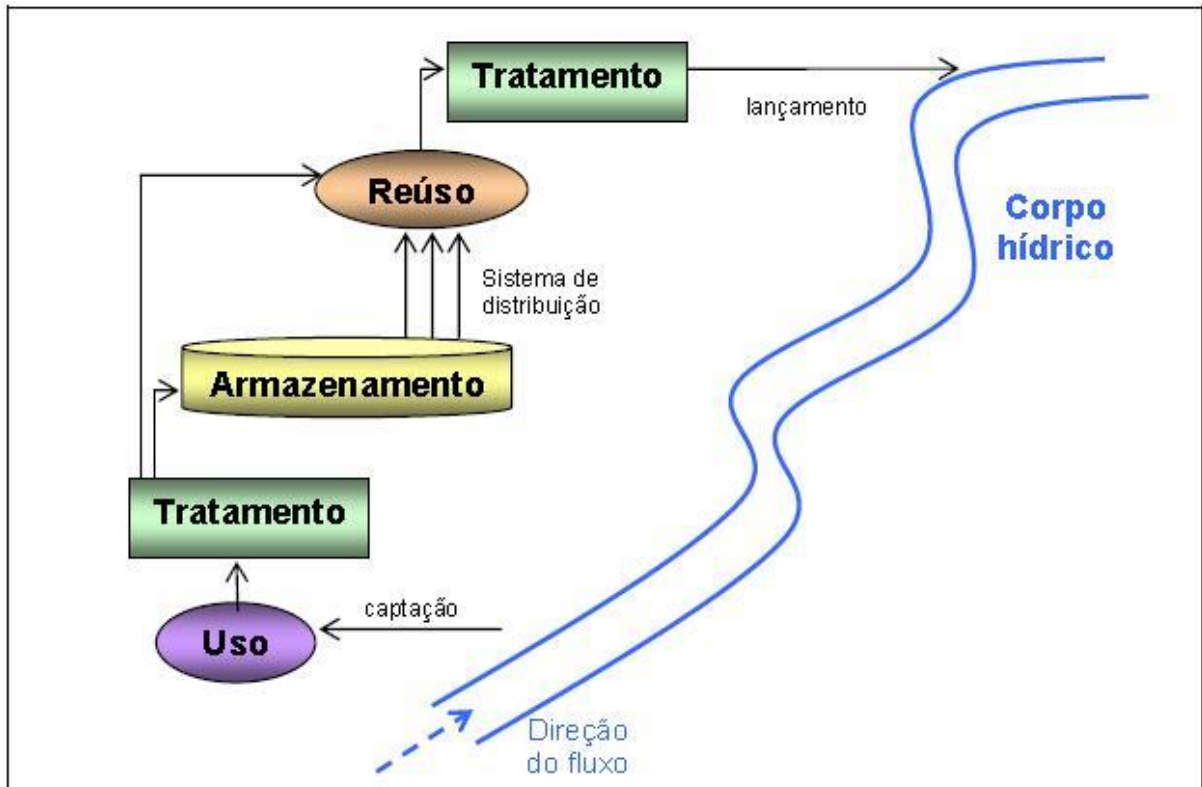 Tratamento
lançamento
Reúso
Corpo
hídrico
Sistema de
distribuição
Armazenamento
Tratamento
captação
Uso
Direção
do fluxo